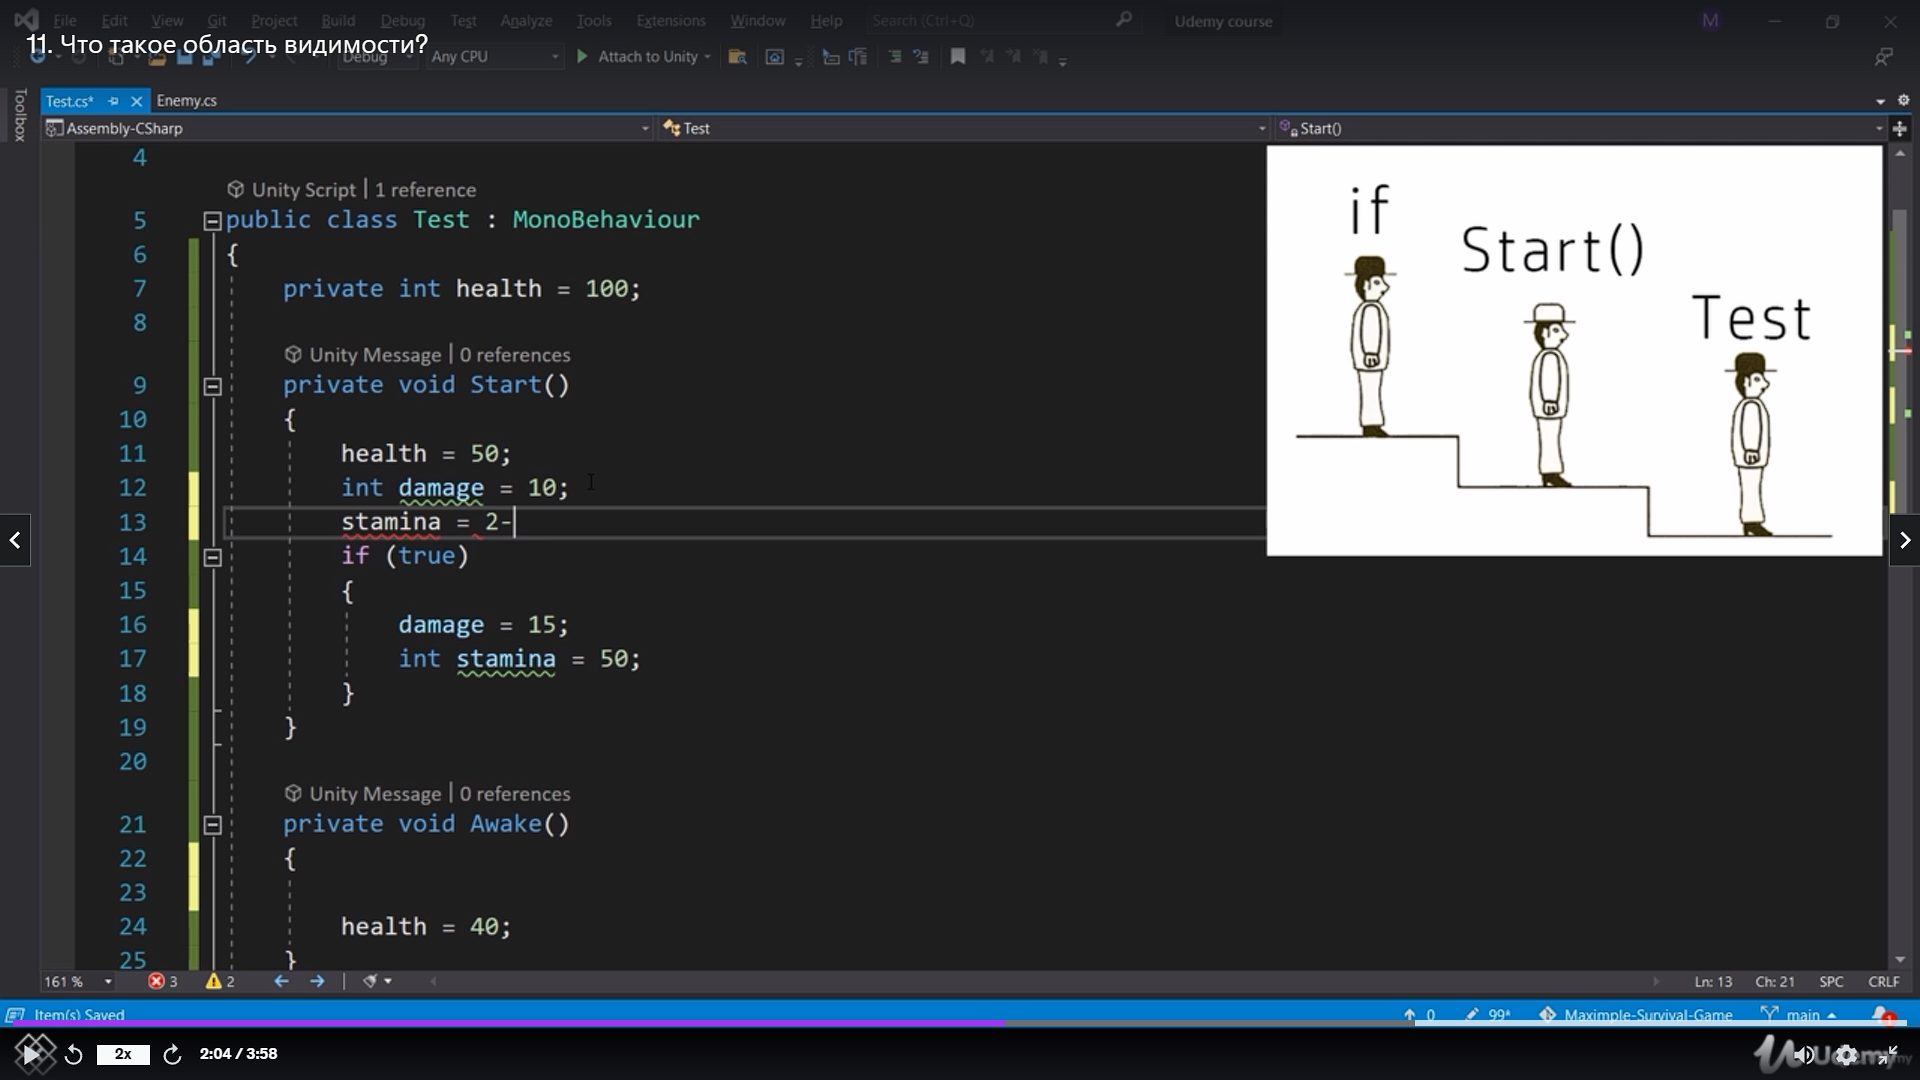 File Edit View Git Project Build Debug Test Analyze Tools Extensions Window Help Search (Ctrl+Q) Udemy course M
11. Что такое область видимости?
Debug Any CPU Attach to Unity
Toolbox
Test.cs* Enemy.cs
Assembly-CSharp Test Start()
4
Unity Script | 1 reference
5 public class Test : MonoBehaviour
6 {
7 private int health = 100;
8
Unity Message | 0 references
9 private void Start()
10 {
11 health = 50;
12 int damage = 10;
13 stamina = 2-
14 if (true)
15 {
16 damage = 15;
17 int stamina = 50;
18 }
19 }
20
Unity Message | 0 references
21 private void Awake()
22 {
23
24 health = 40;
25 }
if
Start()
Test
161 % 3 2 Ln: 13 Ch: 21 SPC CRLF
Item(s) Saved 0 99* Maximple-Survival-Game main 1
2x 2:04 / 3:58
Udemy